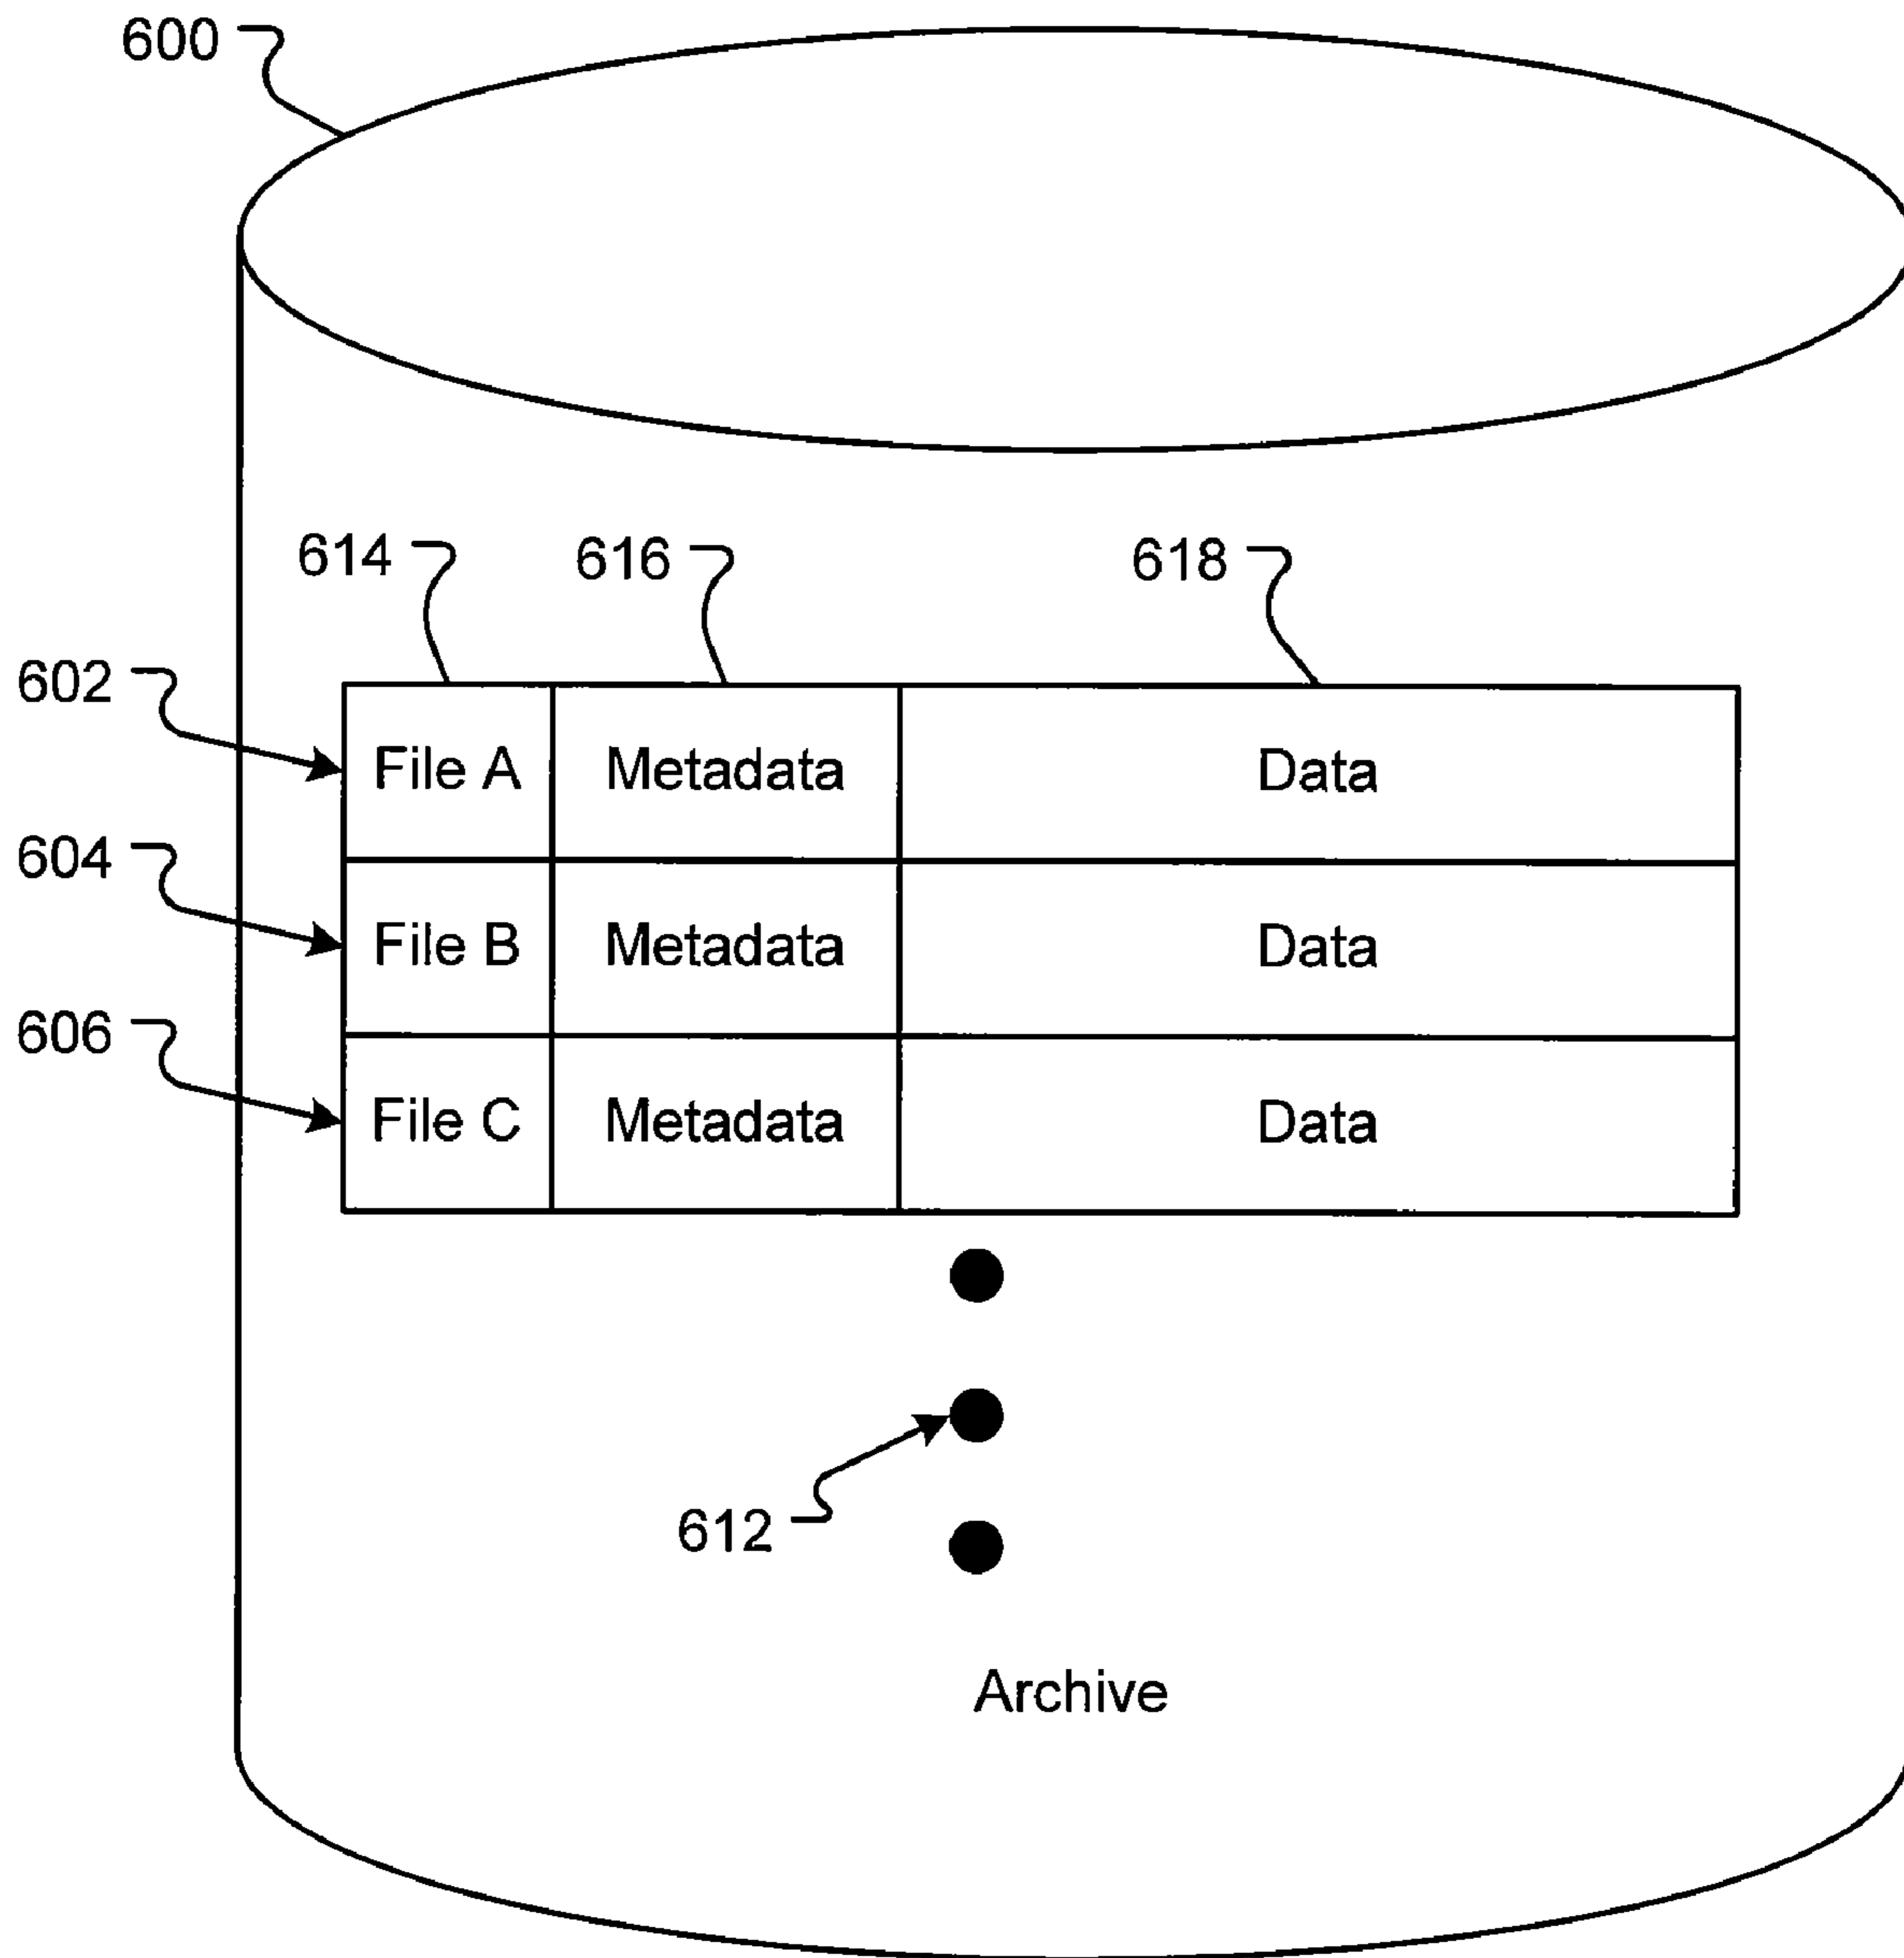 600
614 616 618
602
File A Metadata Data
604
File B Metadata Data
606
File C Metadata Data
612
Archive